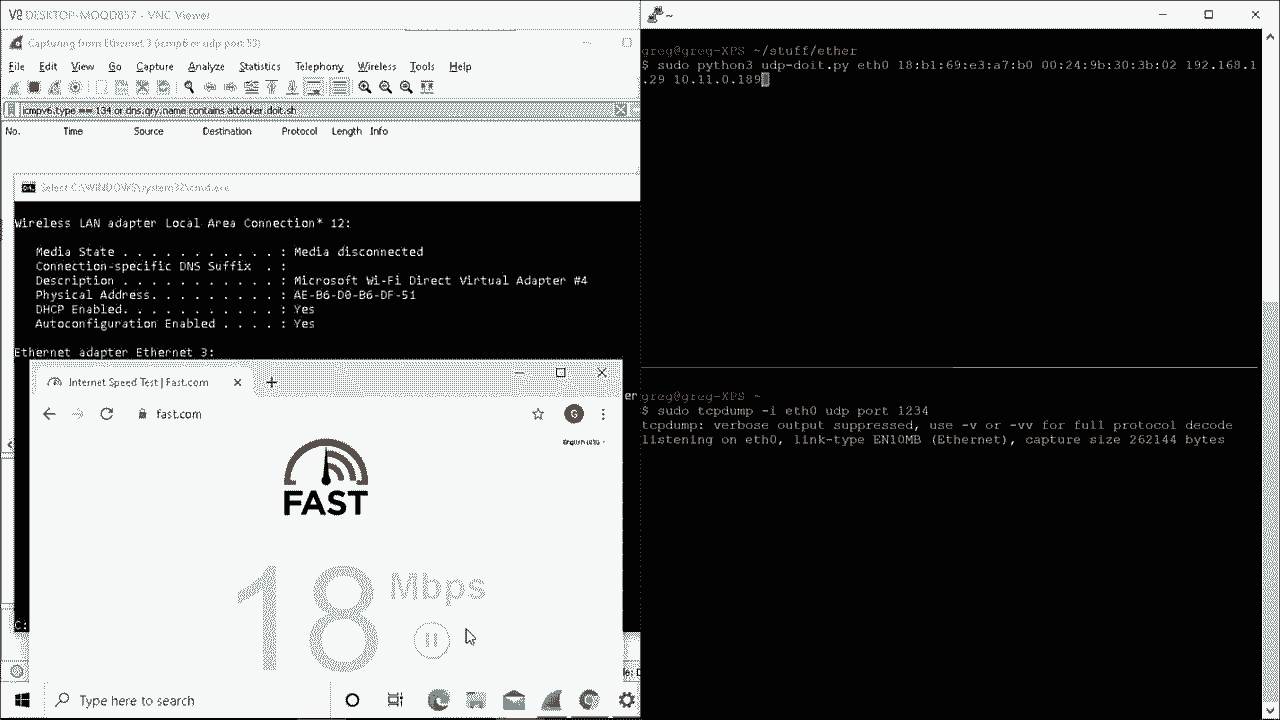 DESKTOP-MOQD857 - VNC Viewer
Capturing from Ethernet 3 (icmp6 or udp port 53)
File Edit View Go Capture Analyze Statistics Telephony Wireless Tools Help
icmpv6.type == 134 or dns.qry.name contains attacker.doit.sh
No. Time Source Destination Protocol Length Info
Select C:\WINDOWS\system32\cmd.exe
Wireless LAN adapter Local Area Connection* 12:
Media State . . . . . . . . . . . : Media disconnected
Connection-specific DNS Suffix . :
Description . . . . . . . . . . . : Microsoft Wi-Fi Direct Virtual Adapter #4
Physical Address. . . . . . . . . : AE-B6-D0-B6-DF-51
DHCP Enabled. . . . . . . . . . . : Yes
Autoconfiguration Enabled . . . . : Yes
Ethernet adapter Ethernet 3:
Internet Speed Test | Fast.com
fast.com
G
FAST
18 Mbps
C:
Type here to search
~
greg@greg-XPS ~/stuff/ether
$ sudo python3 udp-doit.py eth0 18:b1:69:e3:a7:b0 00:24:9b:30:3b:02 192.168.1
.29 10.11.0.189
greg@greg-XPS ~
$ sudo tcpdump -i eth0 udp port 1234
tcpdump: verbose output suppressed, use -v or -vv for full protocol decode
listening on eth0, link-type EN10MB (Ethernet), capture size 262144 bytes